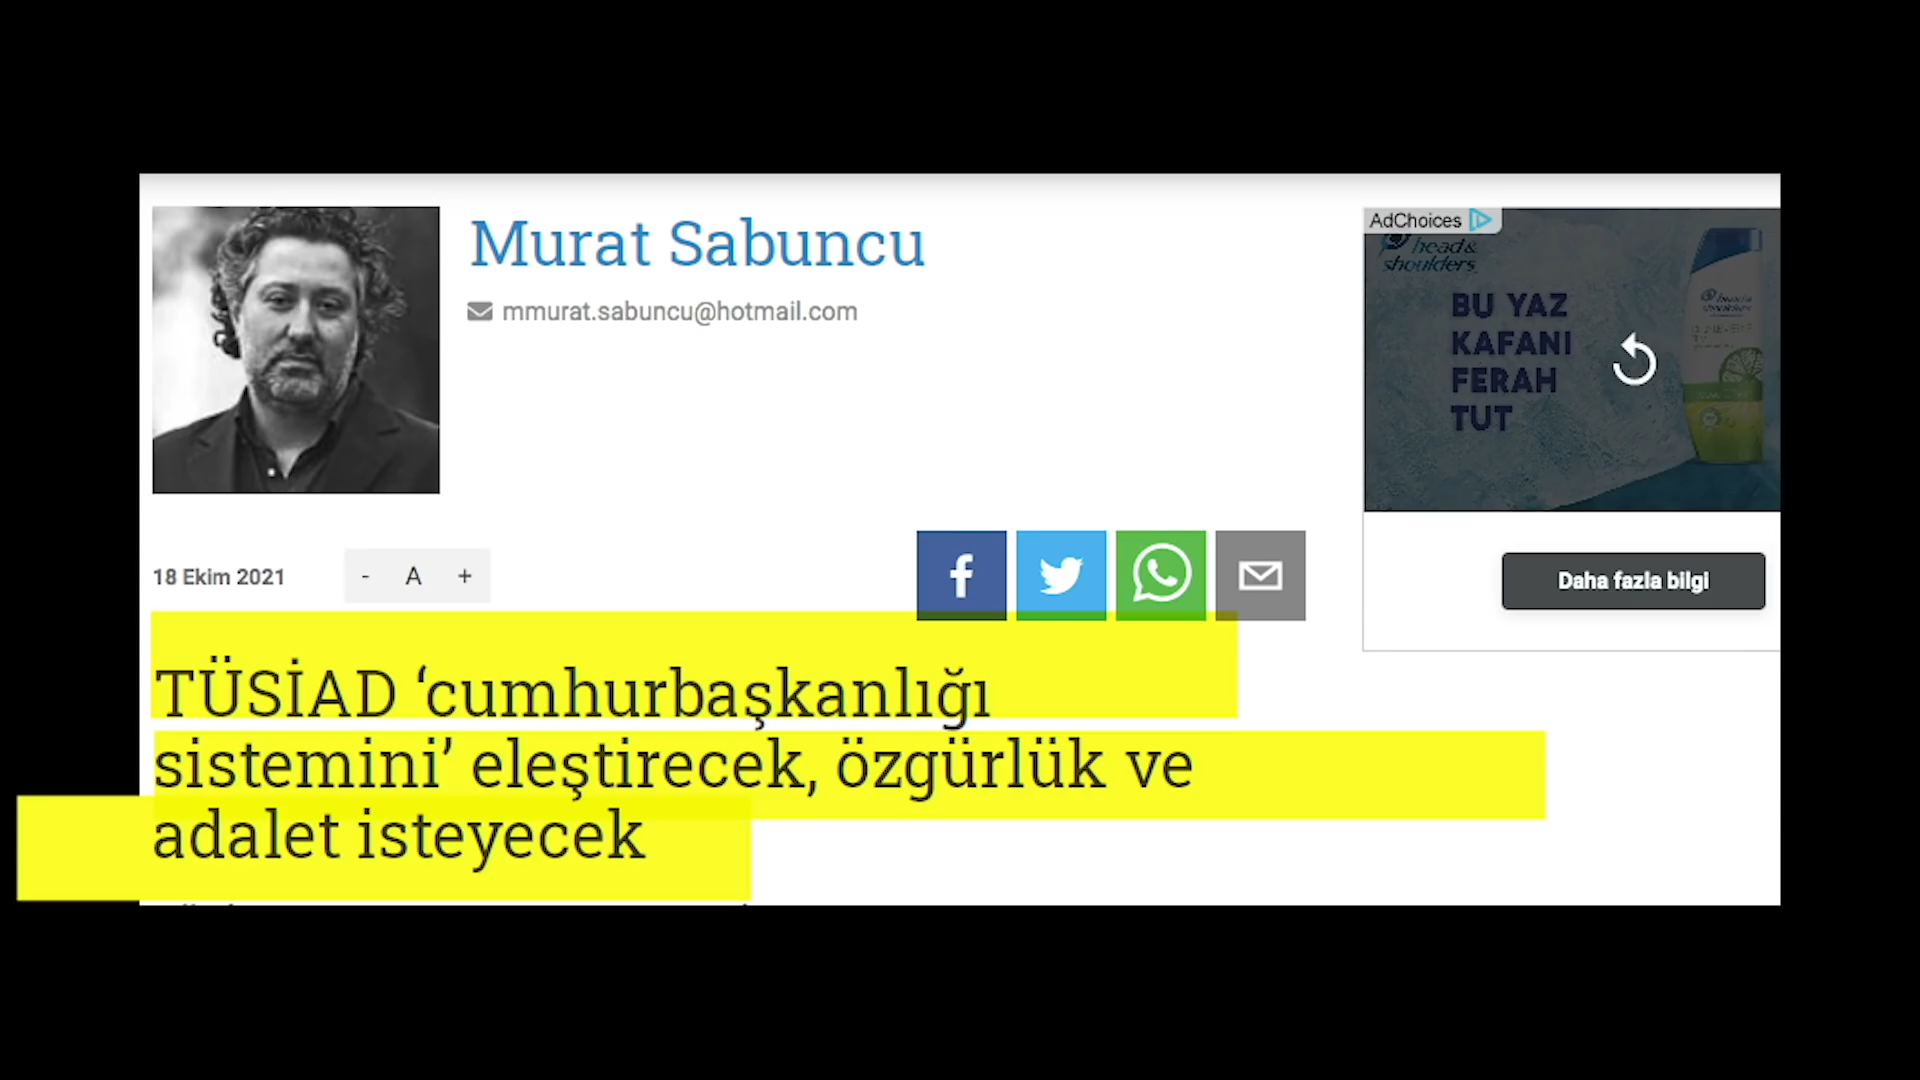 Murat Sabuncu
mmurat.sabuncu@hotmail.com
AdChoices
head&
shoulders
BU YAZ
KAFANI
FERAH
TUT
18 Ekim 2021
- A +
Daha fazla bilgi
TÜSİAD ‘cumhurbaşkanlığı
sistemini’ eleştirecek, özgürlük ve
adalet isteyecek